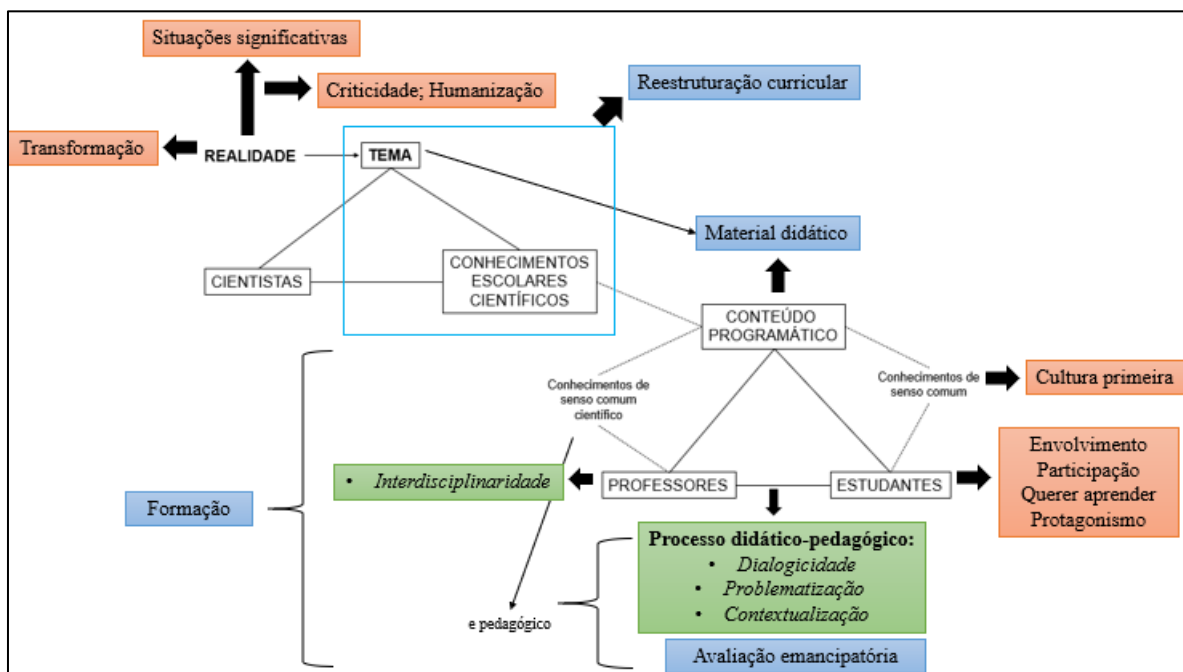 Situações significativas
Criticidade; Humanização
Reestruturação curricular
Transformação
REALIDADE
TEMA
Material didático
CIENTISTAS
CONHECIMENTOS
ESCOLARES
CIENTÍFICOS
CONTEÚDO
PROGRAMÁTICO
Conhecimentos de
senso comum
científico
Conhecimentos de
senso comum
Cultura primeira
• Interdisciplinaridade
PROFESSORES
ESTUDANTES
Envolvimento
Participação
Querer aprender
Protagonismo
Formação
Processo didático-pedagógico:
• Dialogicidade
• Problematização
• Contextualização
e pedagógico
Avaliação emancipatória